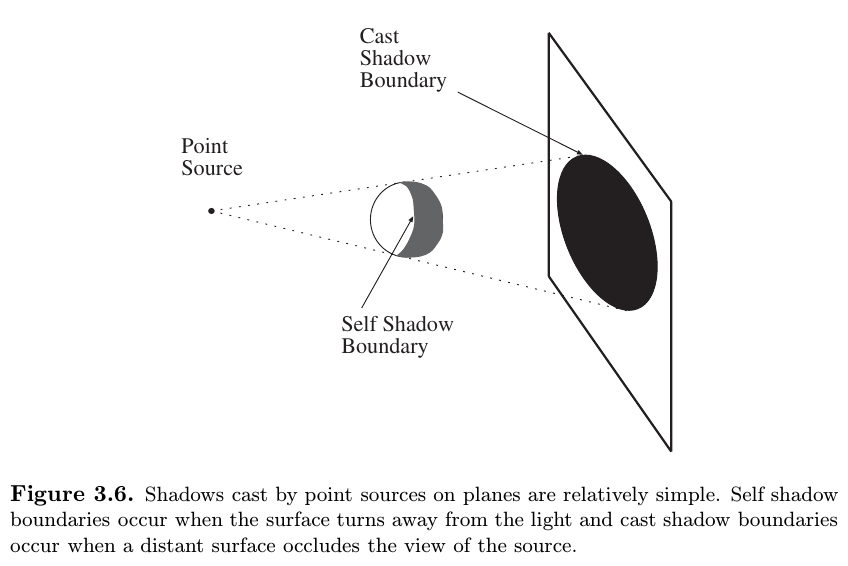 Cast
Shadow
Boundary
Point
Source
Self Shadow
Boundary
Figure 3.6. Shadows cast by point sources on planes are relatively simple. Self shadow
boundaries occur when the surface turns away from the light and cast shadow boundaries
occur when a distant surface occludes the view of the source.